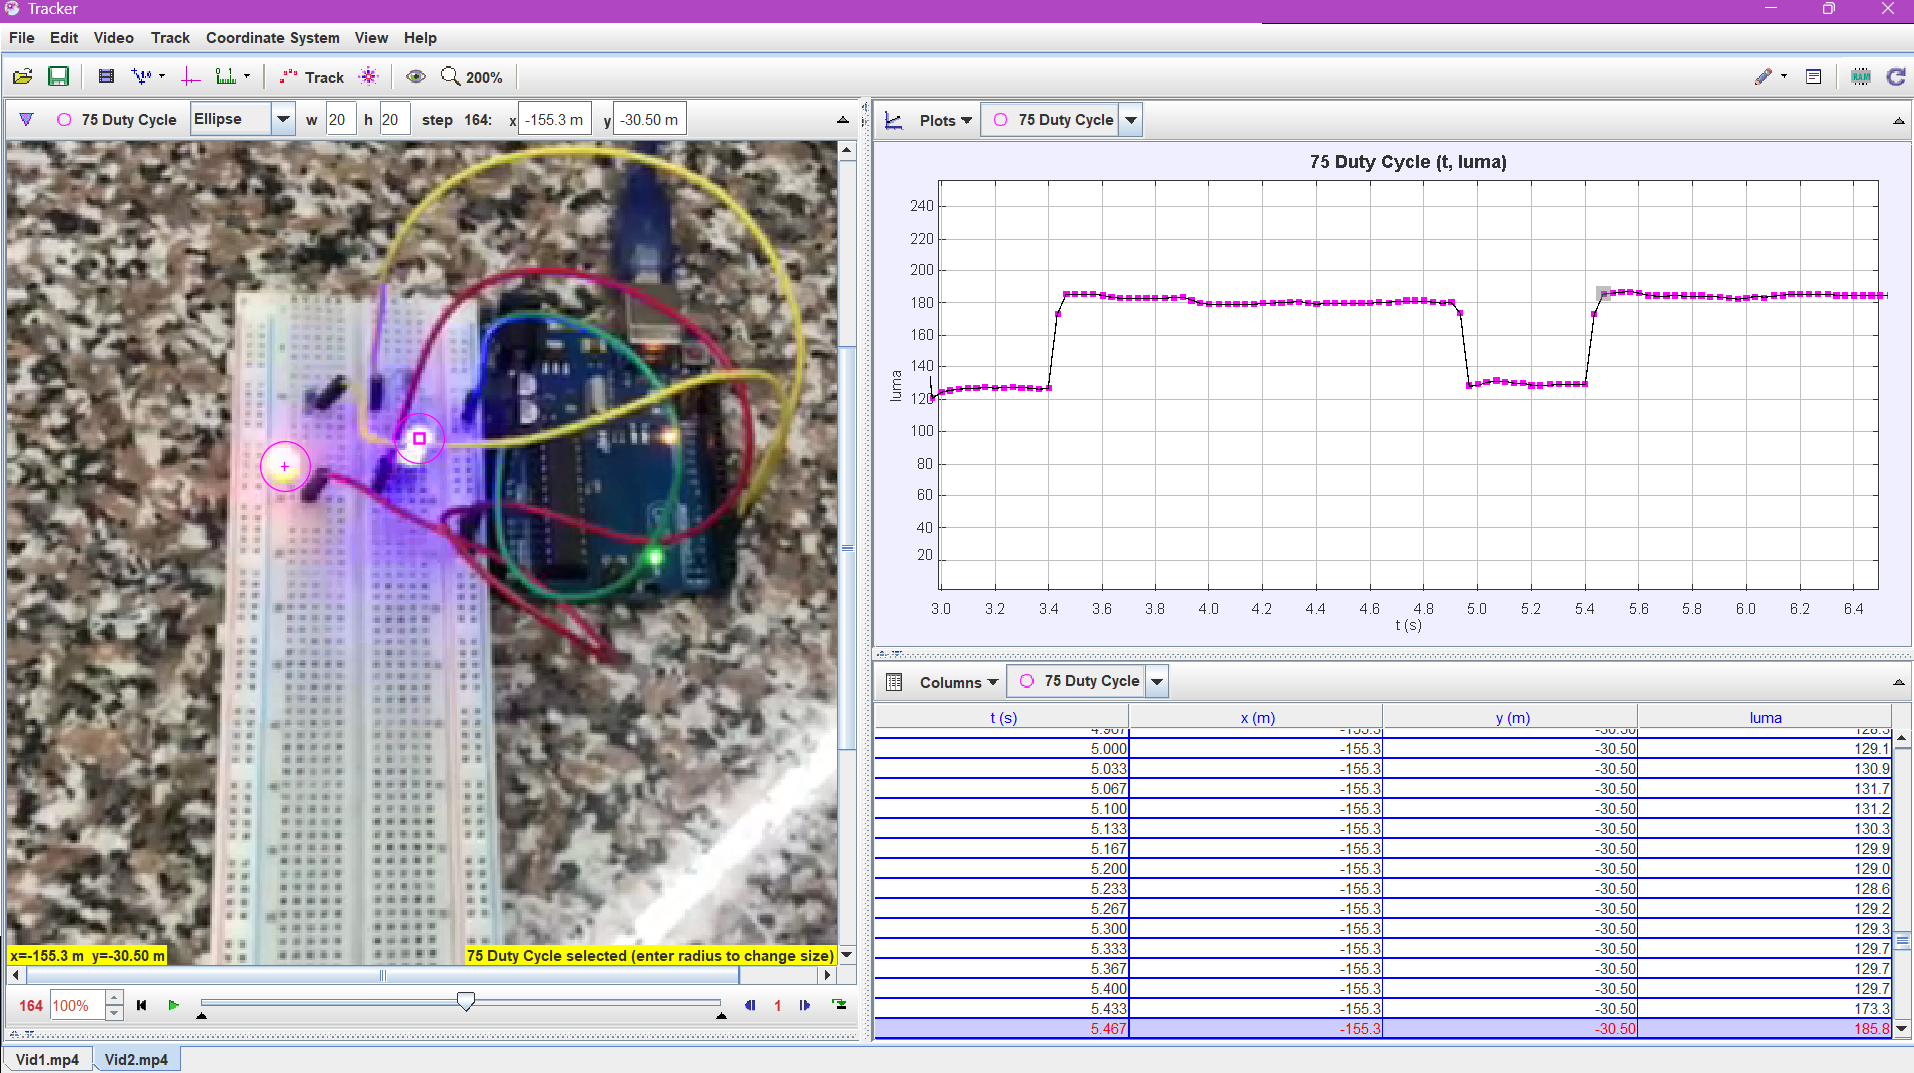 Tracker
File Edit Video Track Coordinate System View Help
Track 200%
75 Duty Cycle Ellipse w 20 h 20 step 164: x -155.3 m y -30.50 m
Plots 75 Duty Cycle
75 Duty Cycle (t, luma)
240
220
200
180
160
140
120
100
80
60
40
20
luma
3.0 3.2 3.4 3.6 3.8 4.0 4.2 4.4 4.6 4.8 5.0 5.2 5.4 5.6 5.8 6.0 6.2 6.4
t (s)
Columns 75 Duty Cycle
t (s) x (m) y (m) luma
4.967 -155.3 -30.50 128.3
5.000 -155.3 -30.50 129.1
5.033 -155.3 -30.50 130.9
5.067 -155.3 -30.50 131.7
5.100 -155.3 -30.50 131.2
5.133 -155.3 -30.50 130.3
5.167 -155.3 -30.50 129.9
5.200 -155.3 -30.50 129.0
5.233 -155.3 -30.50 128.6
5.267 -155.3 -30.50 129.2
5.300 -155.3 -30.50 129.3
5.333 -155.3 -30.50 129.7
5.367 -155.3 -30.50 129.7
5.400 -155.3 -30.50 129.7
5.433 -155.3 -30.50 173.3
5.467 -155.3 -30.50 185.8
x=-155.3 m y=-30.50 m
75 Duty Cycle selected (enter radius to change size)
164 100% 1
Vid1.mp4 Vid2.mp4